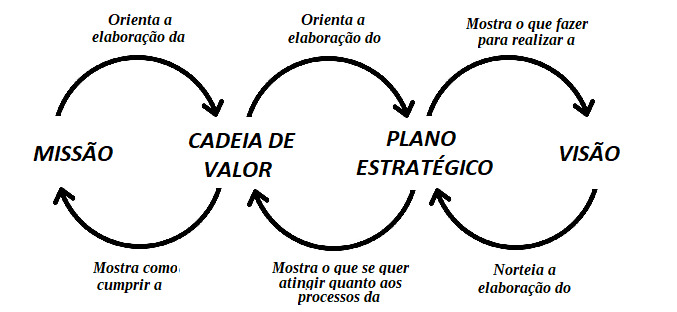 Orienta a
elaboração da
Orienta a
elaboração do
Mostra o que fazer
para realizar a
MISSÃO
CADEIA DE
VALOR
PLANO
ESTRATÉGICO
VISÃO
Mostra como
cumprir a
Mostra o que se quer
atingir quanto aos
processos da
Norteia a
elaboração do